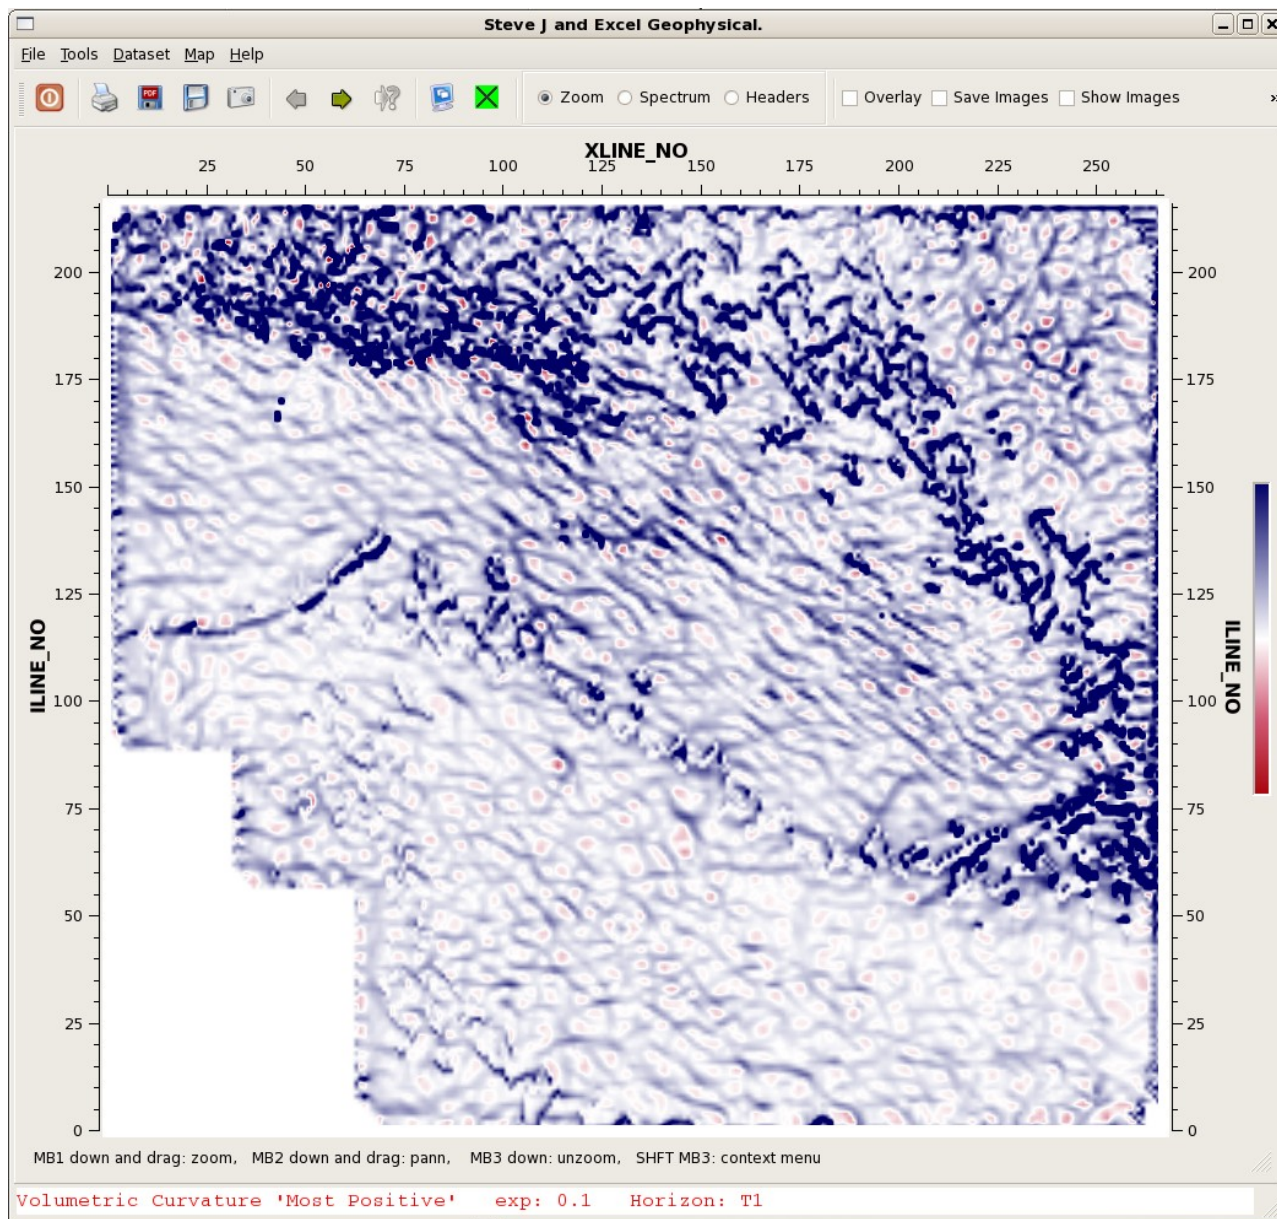 Steve J and Excel Geophysical.
File Tools Dataset Map Help
PDF
Zoom Spectrum Headers Overlay Save Images Show Images »
XLINE_NO
25 50 75 100 125 150 175 200 225 250
200 200
175 175
150 150
125 125
ILINE_NO ILINE_NO
100 100
75 75
50 50
25 25
0 0
MB1 down and drag: zoom, MB2 down and drag: pann, MB3 down: unzoom, SHFT MB3: context menu
Volumetric Curvature 'Most Positive' exp: 0.1 Horizon: T1